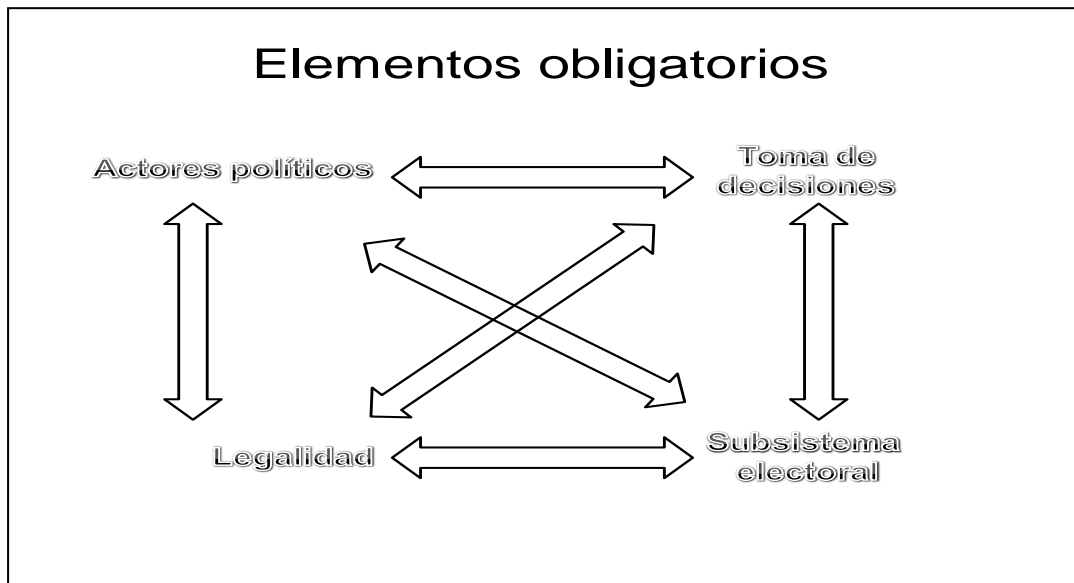 Elementos obligatorios
Actores políticos
Toma de
decisiones
Legalidad
Subsistema
electoral